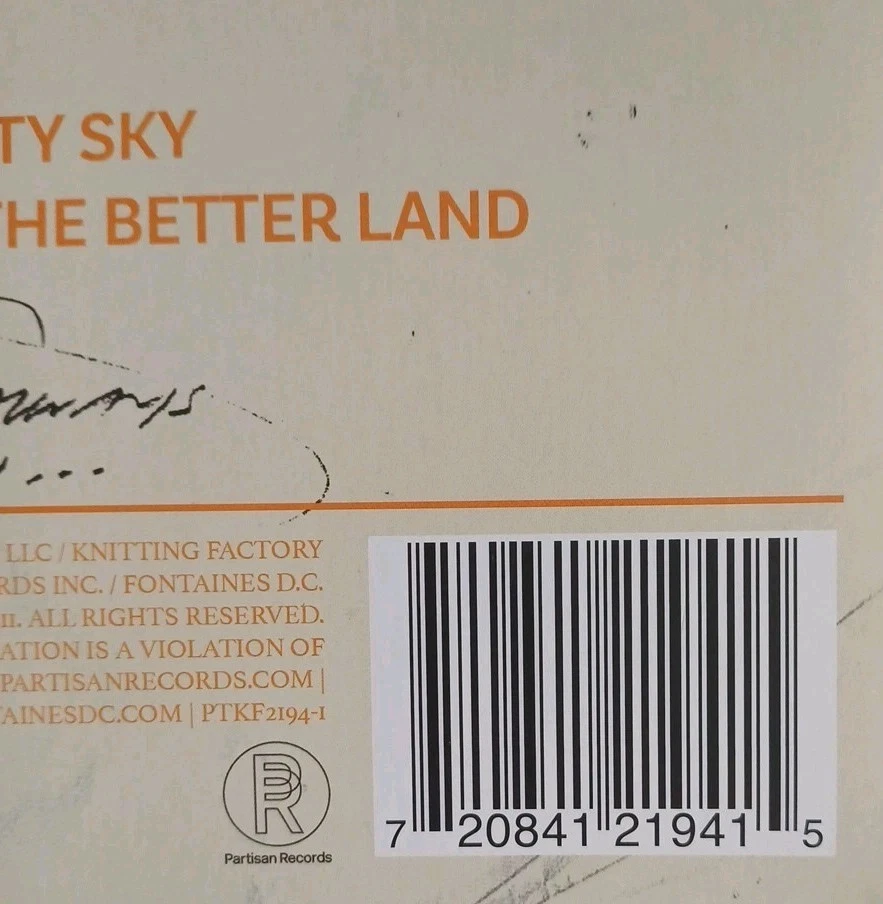 TY SKY
THE BETTER LAND
...
LLC / KNITTING FACTORY
RDS INC. / FONTAINES D.C.
11. ALL RIGHTS RESERVED.
ATION IS A VIOLATION OF
PARTISANRECORDS.COM |
AINESDC.COM | PTKF2194-1
R
Partisan Records
7 20841 21941 5